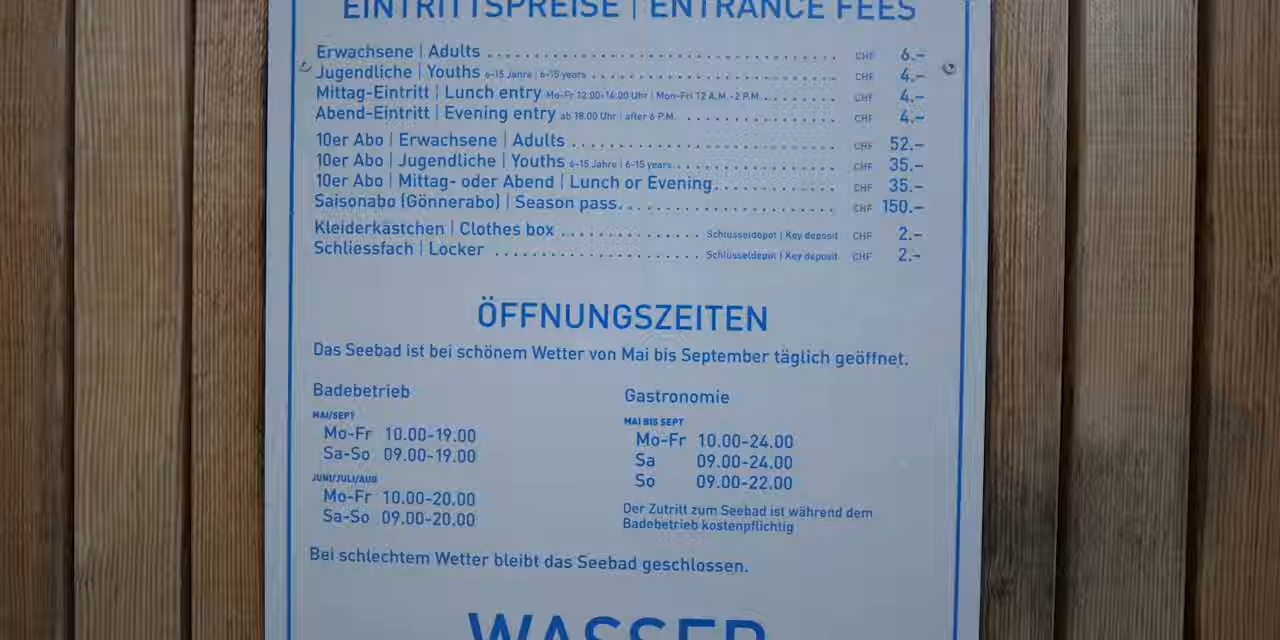 EINTRITTSPREISE | ENTRANCE FEES
Erwachsene | Adults ........................................ CHF 6.–
Jugendliche | Youths 6-15 Jahre | 6-15 years ............................ CHF 4.–
Mittag-Eintritt | Lunch entry Mo-Fr 12.00-14.00 Uhr | Mon-Fri 12 A.M.-2 P.M. ......... CHF 4.–
Abend-Eintritt | Evening entry ab 18.00 Uhr | after 6 P.M. ................. CHF 4.–
10er Abo | Erwachsene | Adults .............................. CHF 52.–
10er Abo | Jugendliche | Youths 6-15 Jahre | 6-15 years ................... CHF 35.–
10er Abo | Mittag- oder Abend | Lunch or Evening ............. CHF 35.–
Saisonabo (Gönnerabo) | Season pass ......................... CHF 150.–
Kleiderkästchen | Clothes box ................ Schlüsseldepot | Key deposit CHF 2.–
Schliessfach | Locker ........................ Schlüsseldepot | Key deposit CHF 2.–
ÖFFNUNGSZEITEN
Das Seebad ist bei schönem Wetter von Mai bis September täglich geöffnet.
Badebetrieb
MAI/SEPT
Mo-Fr 10.00-19.00
Sa-So 09.00-19.00
JUNI/JULI/AUG
Mo-Fr 10.00-20.00
Sa-So 09.00-20.00
Gastronomie
MAI BIS SEPT
Mo-Fr 10.00-24.00
Sa 09.00-24.00
So 09.00-22.00
Der Zutritt zum Seebad ist während dem
Badebetrieb kostenpflichtig
Bei schlechtem Wetter bleibt das Seebad geschlossen.
WASSER